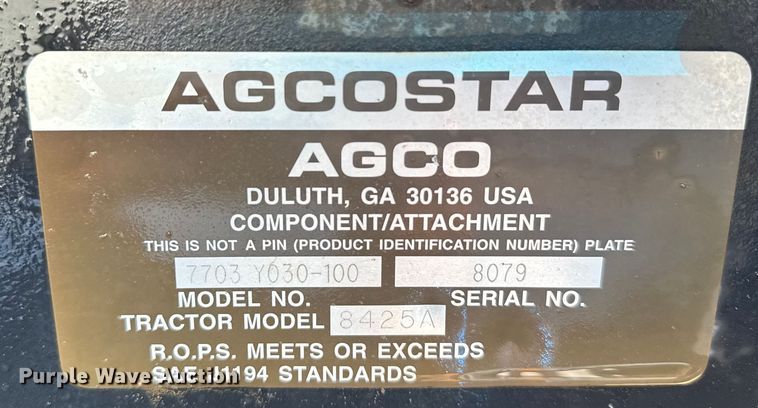 AGCOSTAR
AGCO
DULUTH, GA 30136 USA
COMPONENT/ATTACHMENT
THIS IS NOT A PIN (PRODUCT IDENTIFICATION NUMBER) PLATE
7703 Y030-100 8079
MODEL NO. SERIAL NO.
TRACTOR MODEL 8425A
R.O.P.S. MEETS OR EXCEEDS
SAE J1194 STANDARDS
Purple Wave Auction